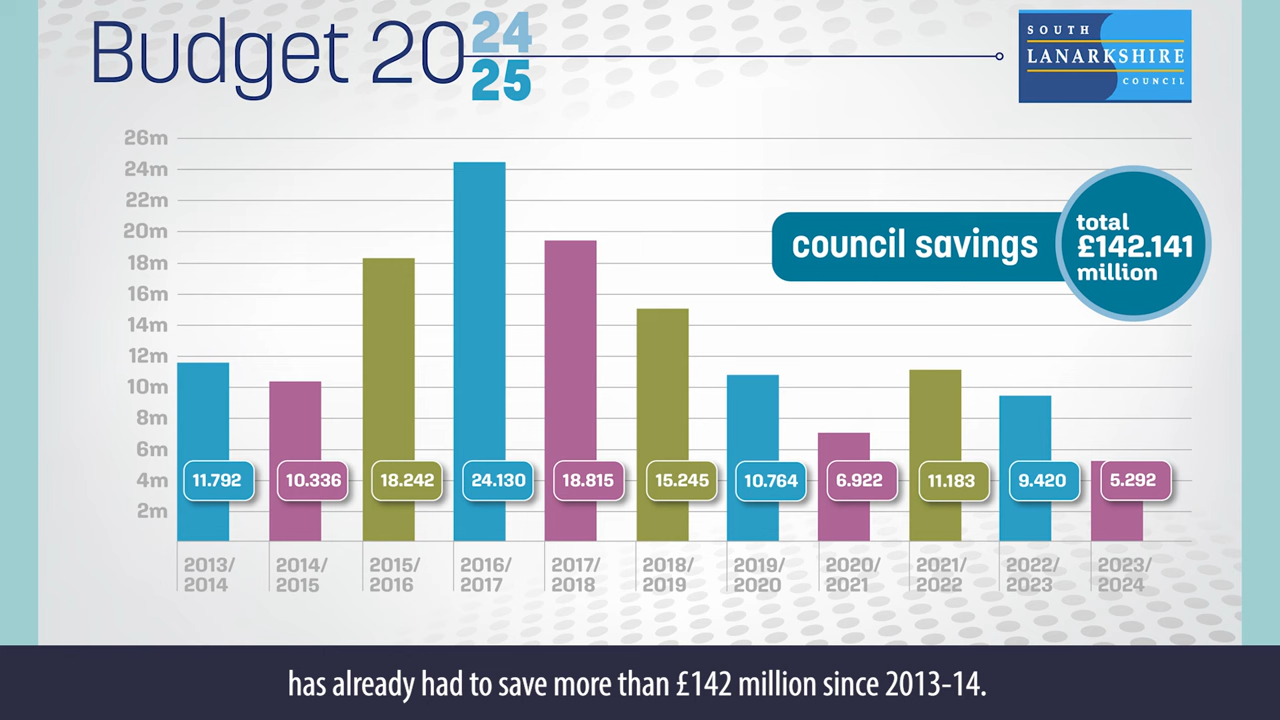 Budget 20
24
25
SOUTH
LANARKSHIRE
COUNCIL
26m
24m
22m
20m
18m
16m
14m
12m
10m
8m
6m
4m
2m
council savings
total
£142.141
million
11.792 10.336 18.242 24.130 18.815 15.245 10.764 6.922 11.183 9.420 5.292
2013/ 2014/ 2015/ 2016/ 2017/ 2018/ 2019/ 2020/ 2021/ 2022/ 2023/
2014 2015 2016 2017 2018 2019 2020 2021 2022 2023 2024
has already had to save more than £142 million since 2013-14.